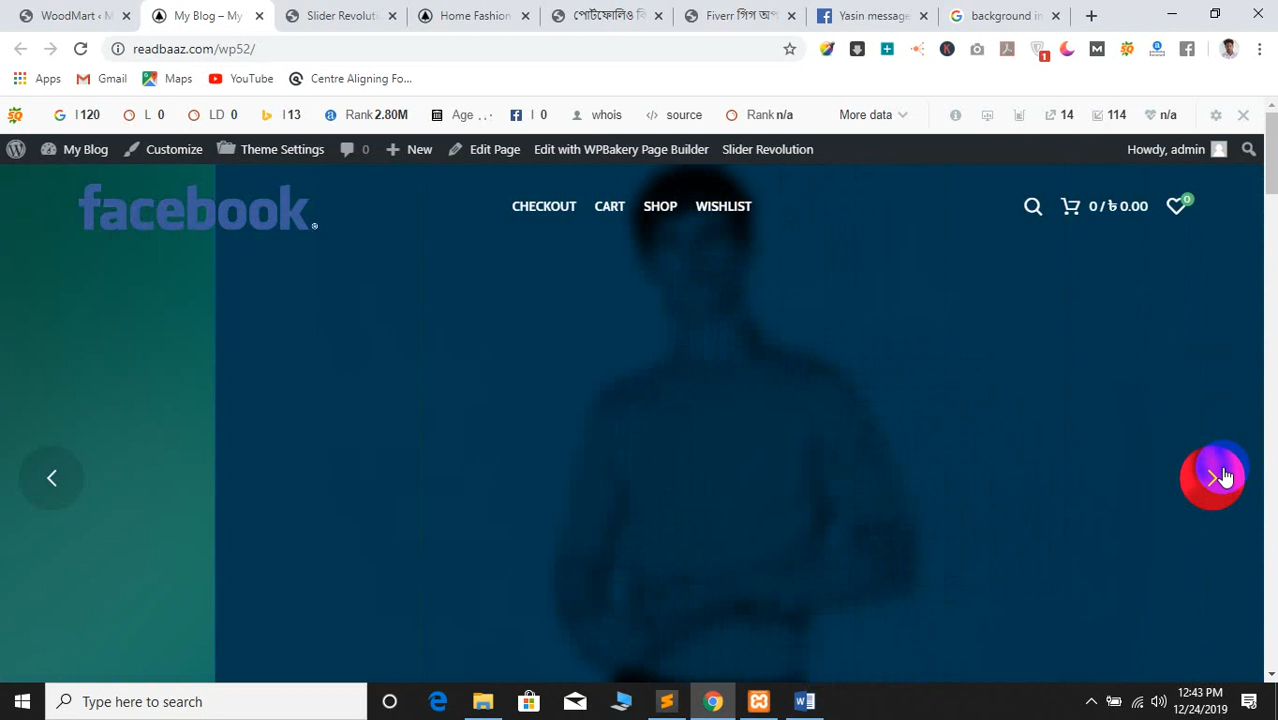 WoodMart ‹ M
My Blog – My
Slider Revoluti
Home Fashion
পোর্টফোলিও কি
Fiverr গিগ অপ
Yasin message
background in
readbaaz.com/wp52/
1
Apps
Gmail
Maps
YouTube
Centre Aligning Fo...
I 120
L 0
LD 0
I 13
Rank 2.80M
Age ...
I 0
whois
source
Rank n/a
More data
14
114
n/a
My Blog
Customize
Theme Settings
0
New
Edit Page
Edit with WPBakery Page Builder
Slider Revolution
Howdy, admin
facebook
CHECKOUT
CART
SHOP
WISHLIST
0 / ৳ 0.00
0
Type here to search
12:43 PM
12/24/2019